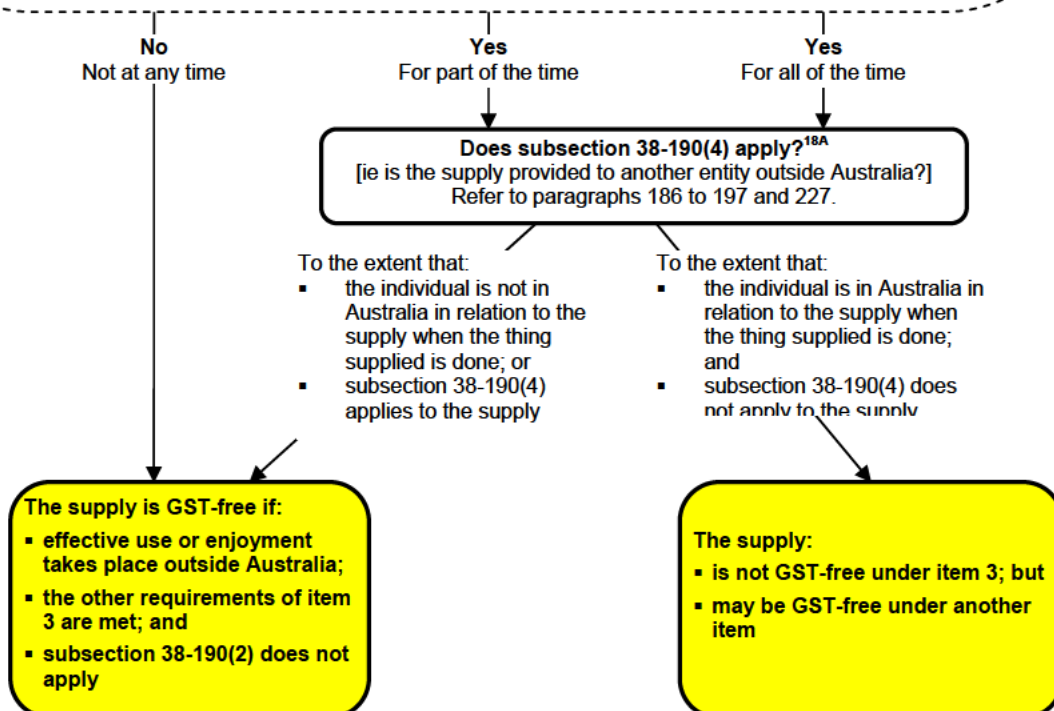 No
Not at any time
Yes
For part of the time
Yes
For all of the time
Does subsection 38-190(4) apply?18A
[ie is the supply provided to another entity outside Australia?]
Refer to paragraphs 186 to 197 and 227.
To the extent that:
▪ the individual is not in
Australia in relation to the
supply when the thing
supplied is done; or
▪ subsection 38-190(4)
applies to the supply
To the extent that:
▪ the individual is in Australia in
relation to the supply when
the thing supplied is done;
and
▪ subsection 38-190(4) does
not apply to the supply
The supply is GST-free if:
▪ effective use or enjoyment
takes place outside Australia;
▪ the other requirements of item
3 are met; and
▪ subsection 38-190(2) does not
apply
The supply:
▪ is not GST-free under item 3; but
▪ may be GST-free under another
item